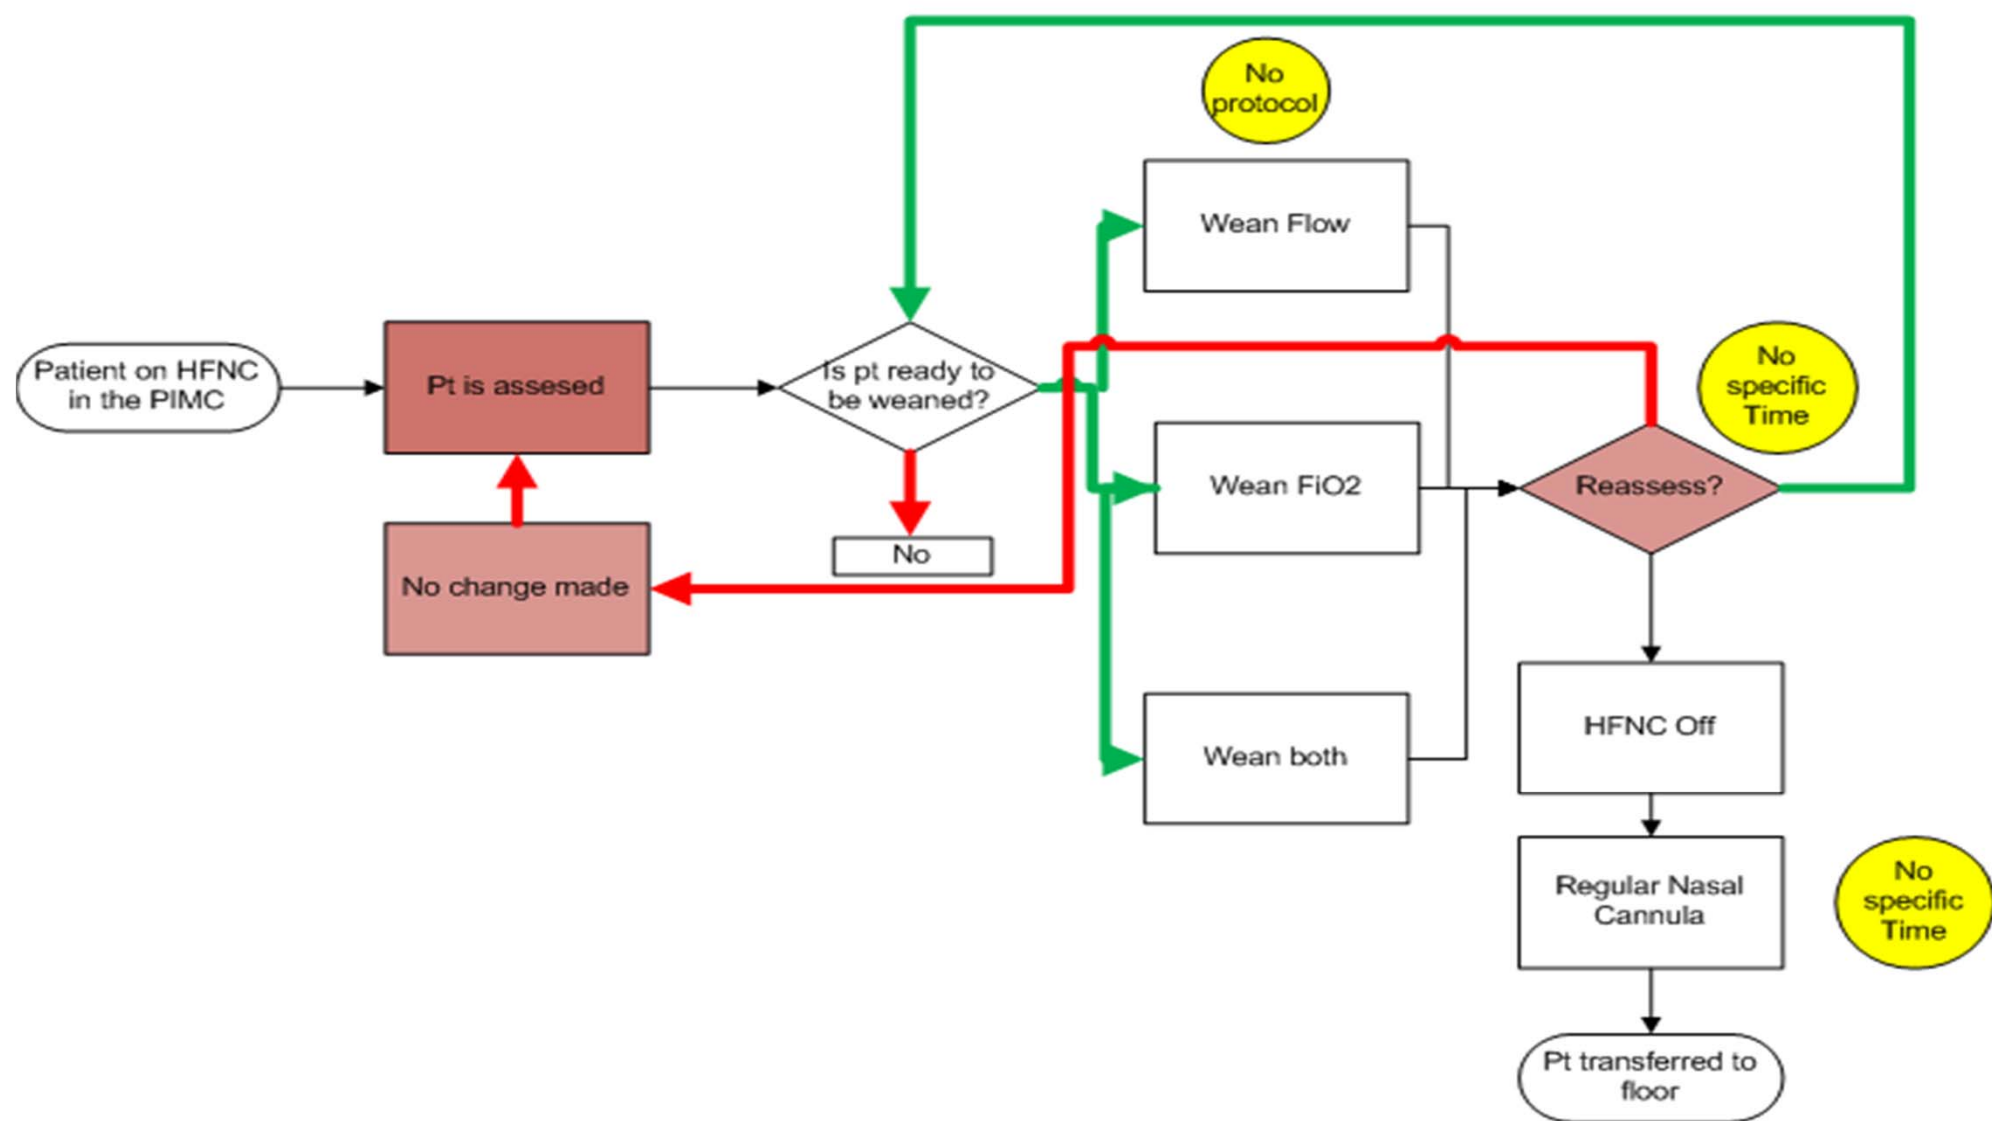 No
protocol
Wean Flow
Patient on HFNC
in the PIMC
Pt is assesed
Is pt ready to
be weaned?
No
specific
Time
Wean FiO2
Reassess?
No
No change made
HFNC Off
Wean both
Regular Nasal
Cannula
No
specific
Time
Pt transferred to
floor